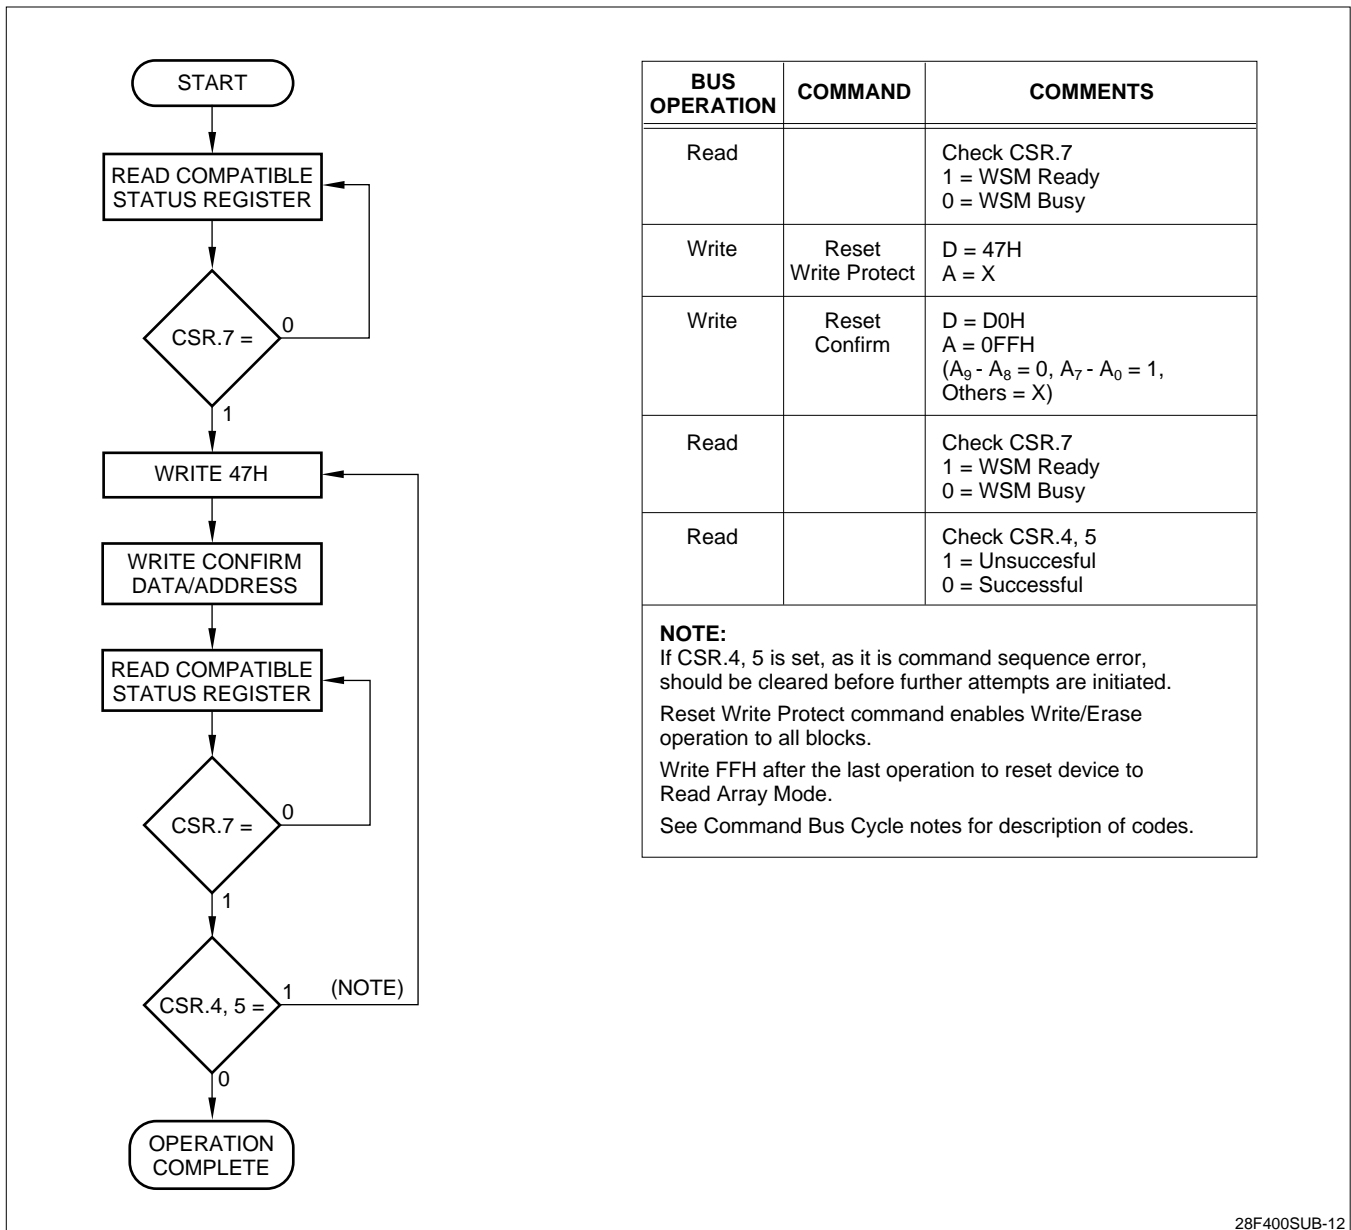 START
READ COMPATIBLE
STATUS REGISTER
CSR.7 =
0
1
WRITE 47H
WRITE CONFIRM
DATA/ADDRESS
READ COMPATIBLE
STATUS REGISTER
CSR.7 =
0
1
CSR.4, 5 =
1
(NOTE)
0
OPERATION
COMPLETE
BUS
OPERATION
COMMAND
COMMENTS
Read
Check CSR.7
1 = WSM Ready
0 = WSM Busy
Write
Reset
Write Protect
D = 47H
A = X
Write
Reset
Confirm
D = D0H
A = 0FFH
(A9 - A8 = 0, A7 - A0 = 1,
Others = X)
Read
Check CSR.7
1 = WSM Ready
0 = WSM Busy
Read
Check CSR.4, 5
1 = Unsuccesful
0 = Successful
NOTE:
If CSR.4, 5 is set, as it is command sequence error,
should be cleared before further attempts are initiated.
Reset Write Protect command enables Write/Erase
operation to all blocks.
Write FFH after the last operation to reset device to
Read Array Mode.
See Command Bus Cycle notes for description of codes.
28F400SUB-12